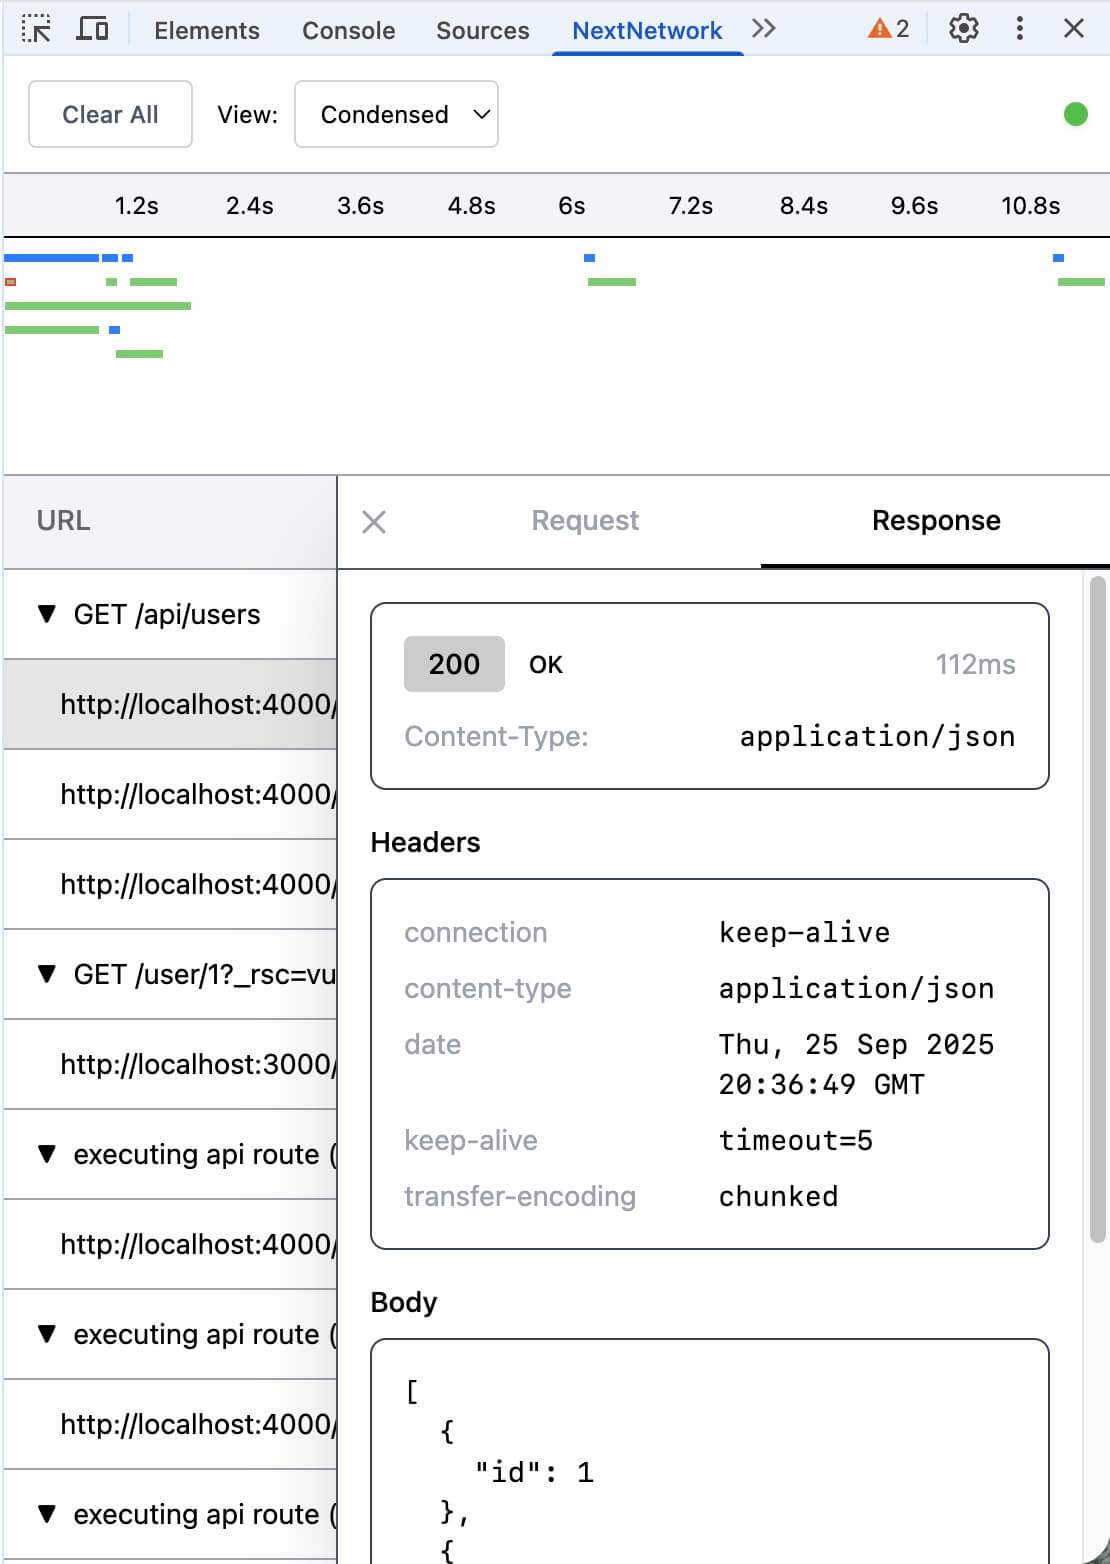 Elements Console Sources NextNetwork 2
Clear All View: Condensed
1.2s 2.4s 3.6s 4.8s 6s 7.2s 8.4s 9.6s 10.8s
URL
GET /api/users
http://localhost:4000/
http://localhost:4000/
http://localhost:4000/
GET /user/1?_rsc=vu
http://localhost:3000/
executing api route (
http://localhost:4000/
executing api route (
http://localhost:4000/
executing api route (
Request Response
200 OK 112ms
Content-Type: application/json
Headers
connection keep-alive
content-type application/json
date Thu, 25 Sep 2025
20:36:49 GMT
keep-alive timeout=5
transfer-encoding chunked
Body
[
{
"id": 1
},
{